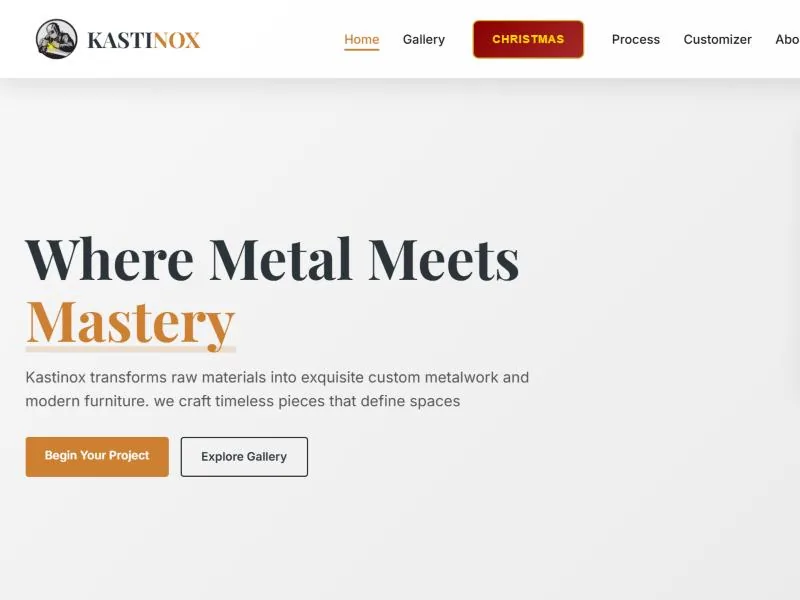 KASTINOX
Home Gallery CHRISTMAS Process Customizer Abo
Where Metal Meets
Mastery
Kastinox transforms raw materials into exquisite custom metalwork and
modern furniture. we craft timeless pieces that define spaces
Begin Your Project Explore Gallery